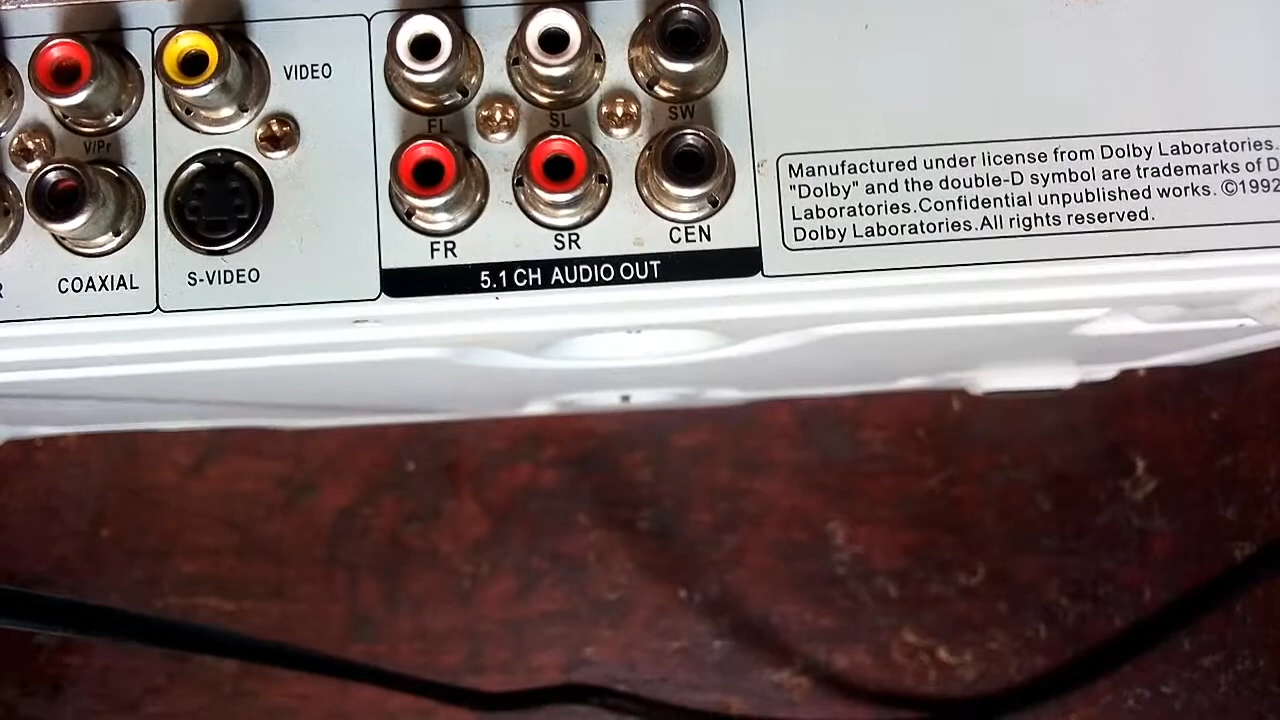 VIDEO
V/Pr
COAXIAL
S-VIDEO
FL
SL
SW
FR
SR
CEN
5.1 CH AUDIO OUT
Manufactured under license from Dolby Laboratories.
"Dolby" and the double-D symbol are trademarks of
Laboratories.Confidential unpublished works. ©1992
Dolby Laboratories.All rights reserved.